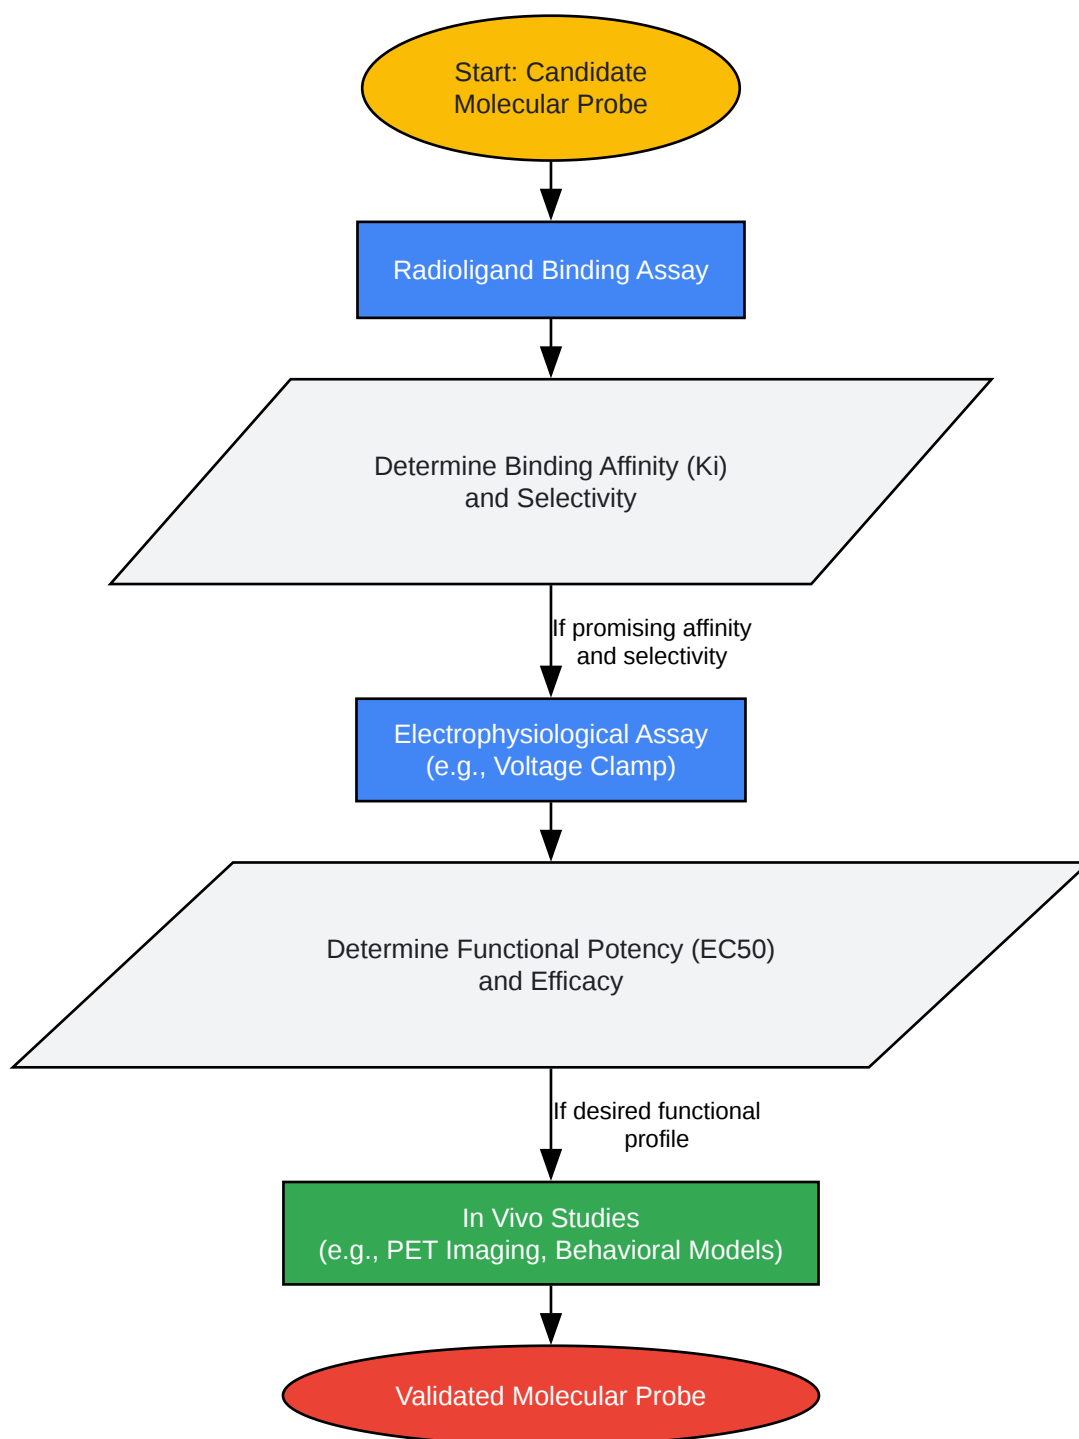 Start: Candidate
Molecular Probe
Radioligand Binding Assay
Determine Binding Affinity (Ki)
and Selectivity
If promising affinity
and selectivity
Electrophysiological Assay
(e.g., Voltage Clamp)
Determine Functional Potency (EC50)
and Efficacy
If desired functional
profile
In Vivo Studies
(e.g., PET Imaging, Behavioral Models)
Validated Molecular Probe